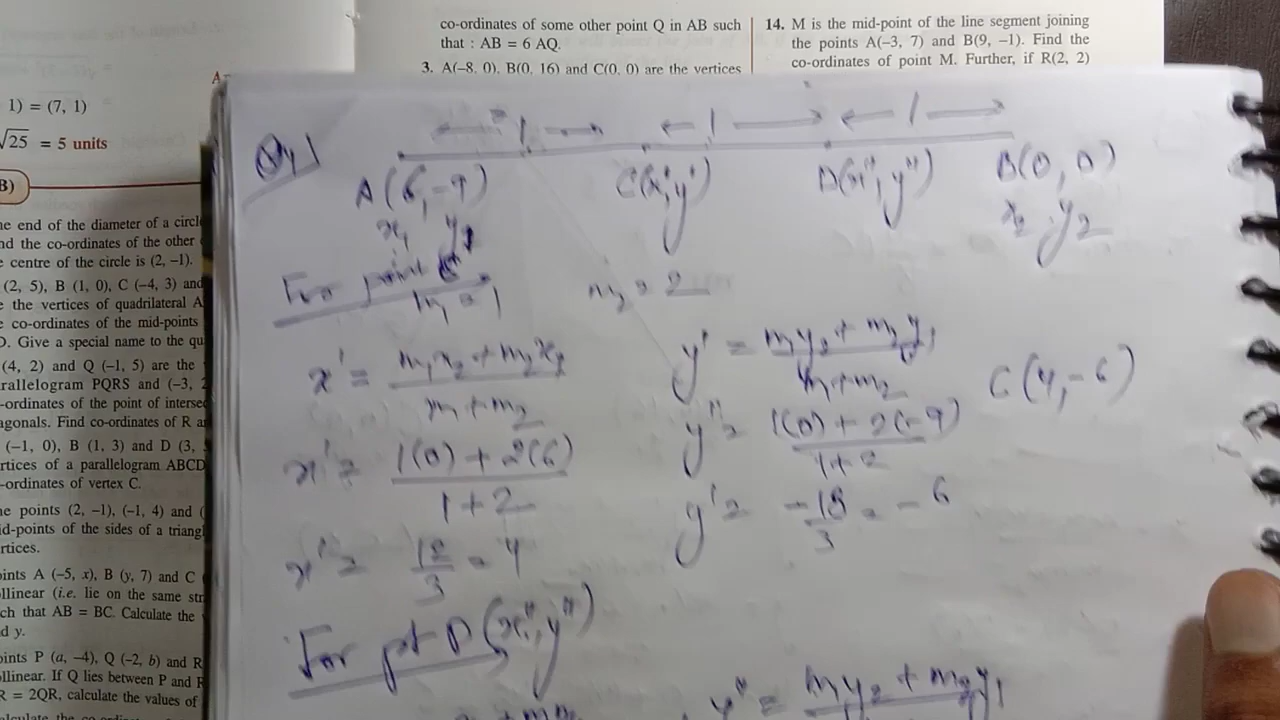 co-ordinates of some other point Q in AB such
that : AB = 6 AQ.
3. A(–8, 0), B(0, 16) and C(0, 0) are the vertices
14. M is the mid-point of the line segment joining
the points A(–3, 7) and B(9, –1). Find the
co-ordinates of point M. Further, if R(2, 2)
1) = (7, 1)
√25 = 5 units
B)
end of the diameter of a circl
nd the co-ordinates of the other
centre of the circle is (2, –1).
(2, 5), B (1, 0), C (–4, 3) and
the vertices of quadrilateral A
co-ordinates of the mid-points
D. Give a special name to the qu
(4, 2) and Q (–1, 5) are the
rallelogram PQRS and (–3, 2
-ordinates of the point of interse
agonals. Find co-ordinates of R a
(–1, 0), B (1, 3) and D (3,
rtices of a parallelogram ABCD
-ordinates of vertex C.
points (2, –1), (–1, 4) and (
id-points of the sides of a triang
rtices.
ints A (–5, x), B (y, 7) and C
ollinear (i.e. lie on the same str
ch that AB = BC. Calculate the
d y.
oints P (a, –4), Q (–2, b) and R
ollinear. If Q lies between P and R
R = 2QR, calculate the values of
1 1 1
A(6, -9) C(x', y') D(x'', y'') B(0, 0)
x1 y1 x2 y2
For point C
m1 = 1 m2 = 2
x' = m1x2 + m2x1 / m1 + m2 y' = m1y2 + m2y1 / m1 + m2
C(4, -6)
x' = 1(0) + 2(6) / 1 + 2 y' = 1(0) + 2(-9) / 1 + 2
x' = 12/3 = 4 y' = -18/3 = -6
For pt D(x'', y'')
y'' = m1y2 + m2y1